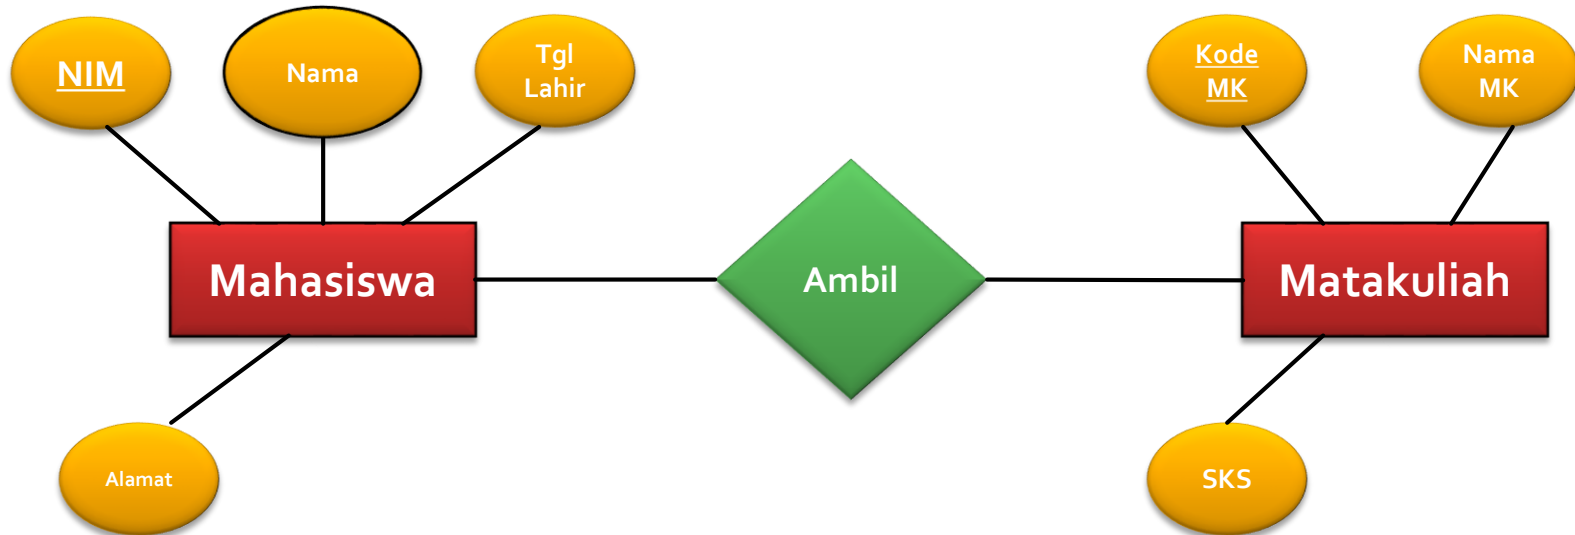 NIM
Nama
Tgl
Lahir
Kode
MK
Nama
MK
Mahasiswa
Ambil
Matakuliah
Alamat
SKS